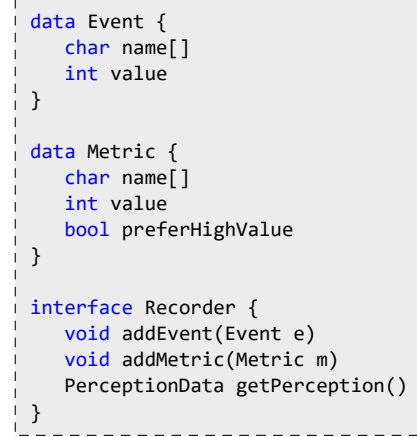 data Event {
char name[]
int value
}
data Metric {
char name[]
int value
bool preferHighValue
}
interface Recorder {
void addEvent(Event e)
void addMetric(Metric m)
PerceptionData getPerception()
}